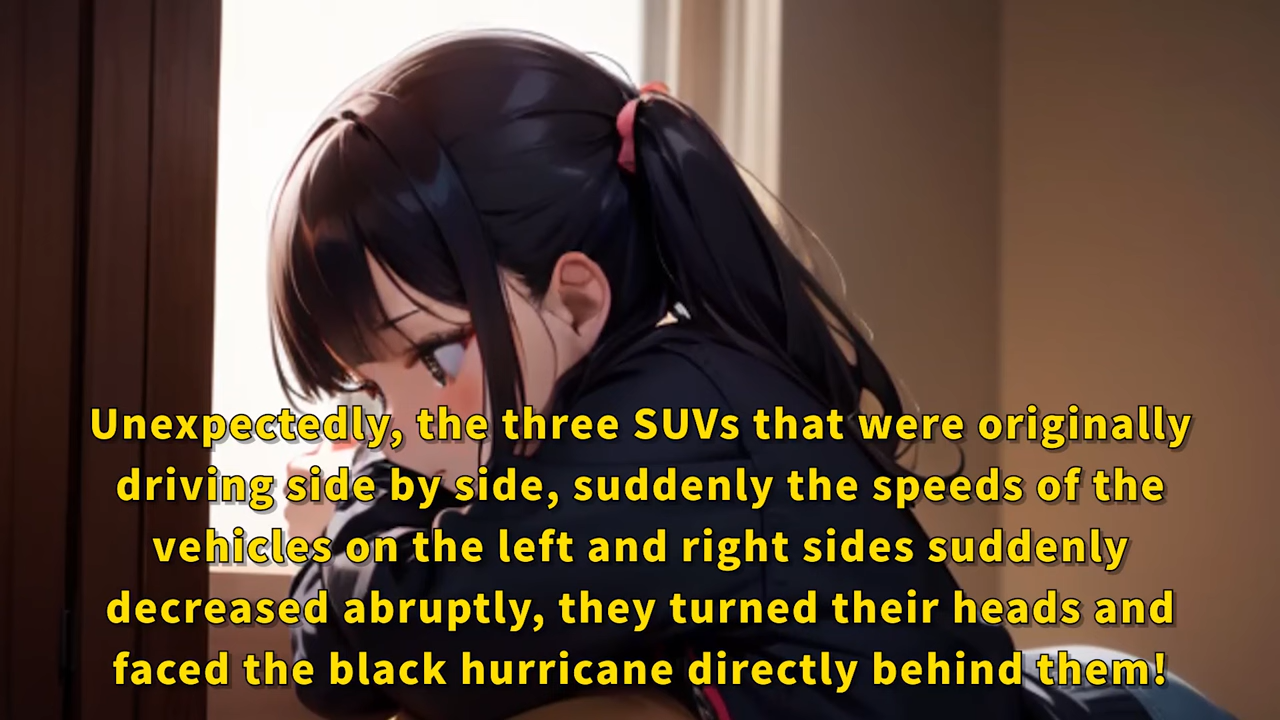 Unexpectedly, the three SUVs that were originally
driving side by side, suddenly the speeds of the
vehicles on the left and right sides suddenly
decreased abruptly, they turned their heads and
faced the black hurricane directly behind them!